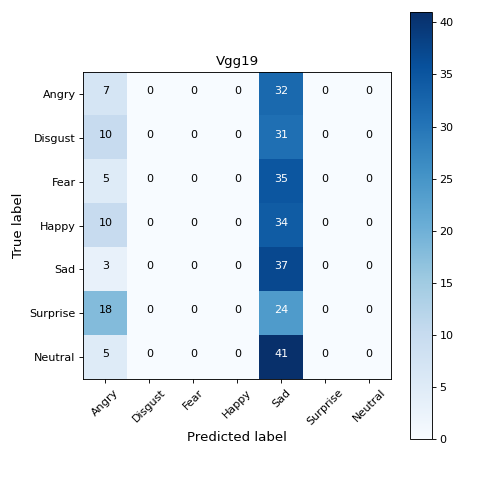 Vgg19
True label
Angry 7 0 0 0 32 0 0
Disgust 10 0 0 0 31 0 0
Fear 5 0 0 0 35 0 0
Happy 10 0 0 0 34 0 0
Sad 3 0 0 0 37 0 0
Surprise 18 0 0 0 24 0 0
Neutral 5 0 0 0 41 0 0
Angry Disgust Fear Happy Sad Surprise Neutral
Predicted label
40
35
30
25
20
15
10
5
0